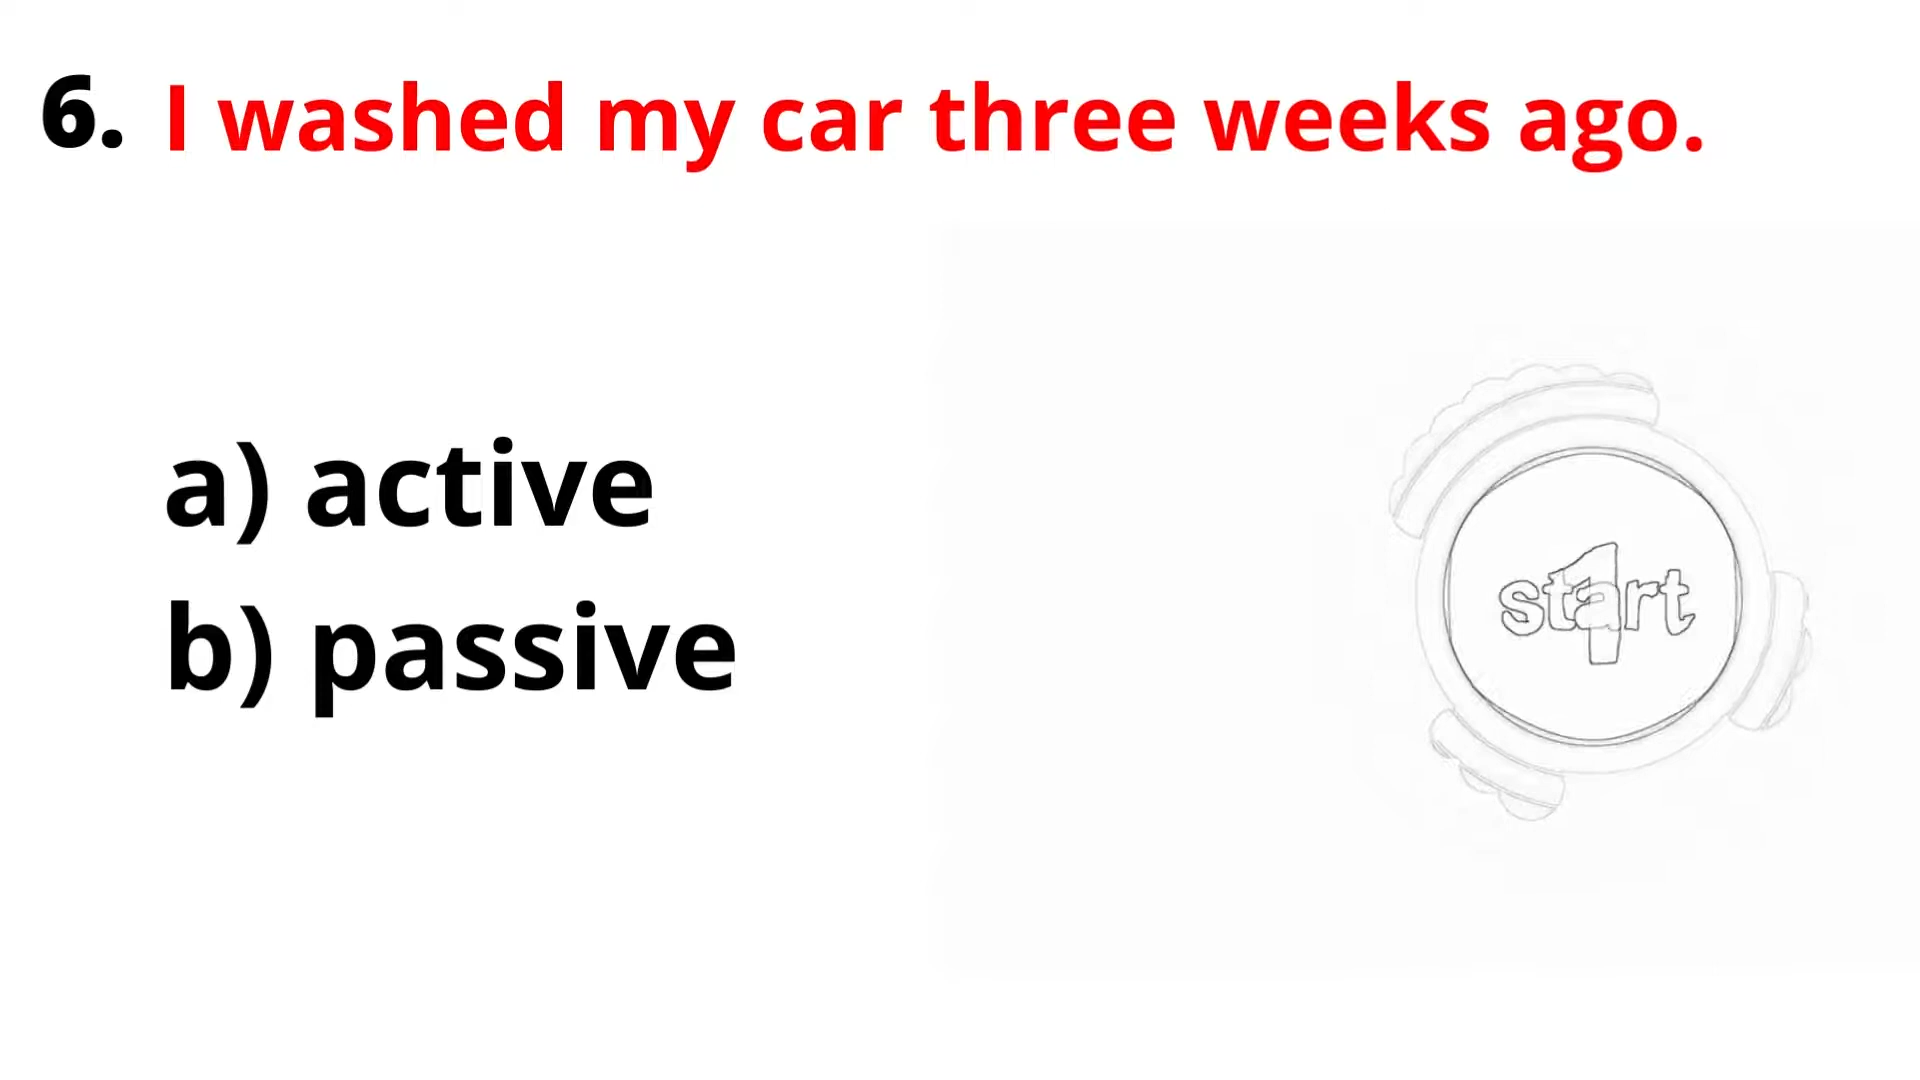 6. I washed my car three weeks ago.
a) active
b) passive
start
1